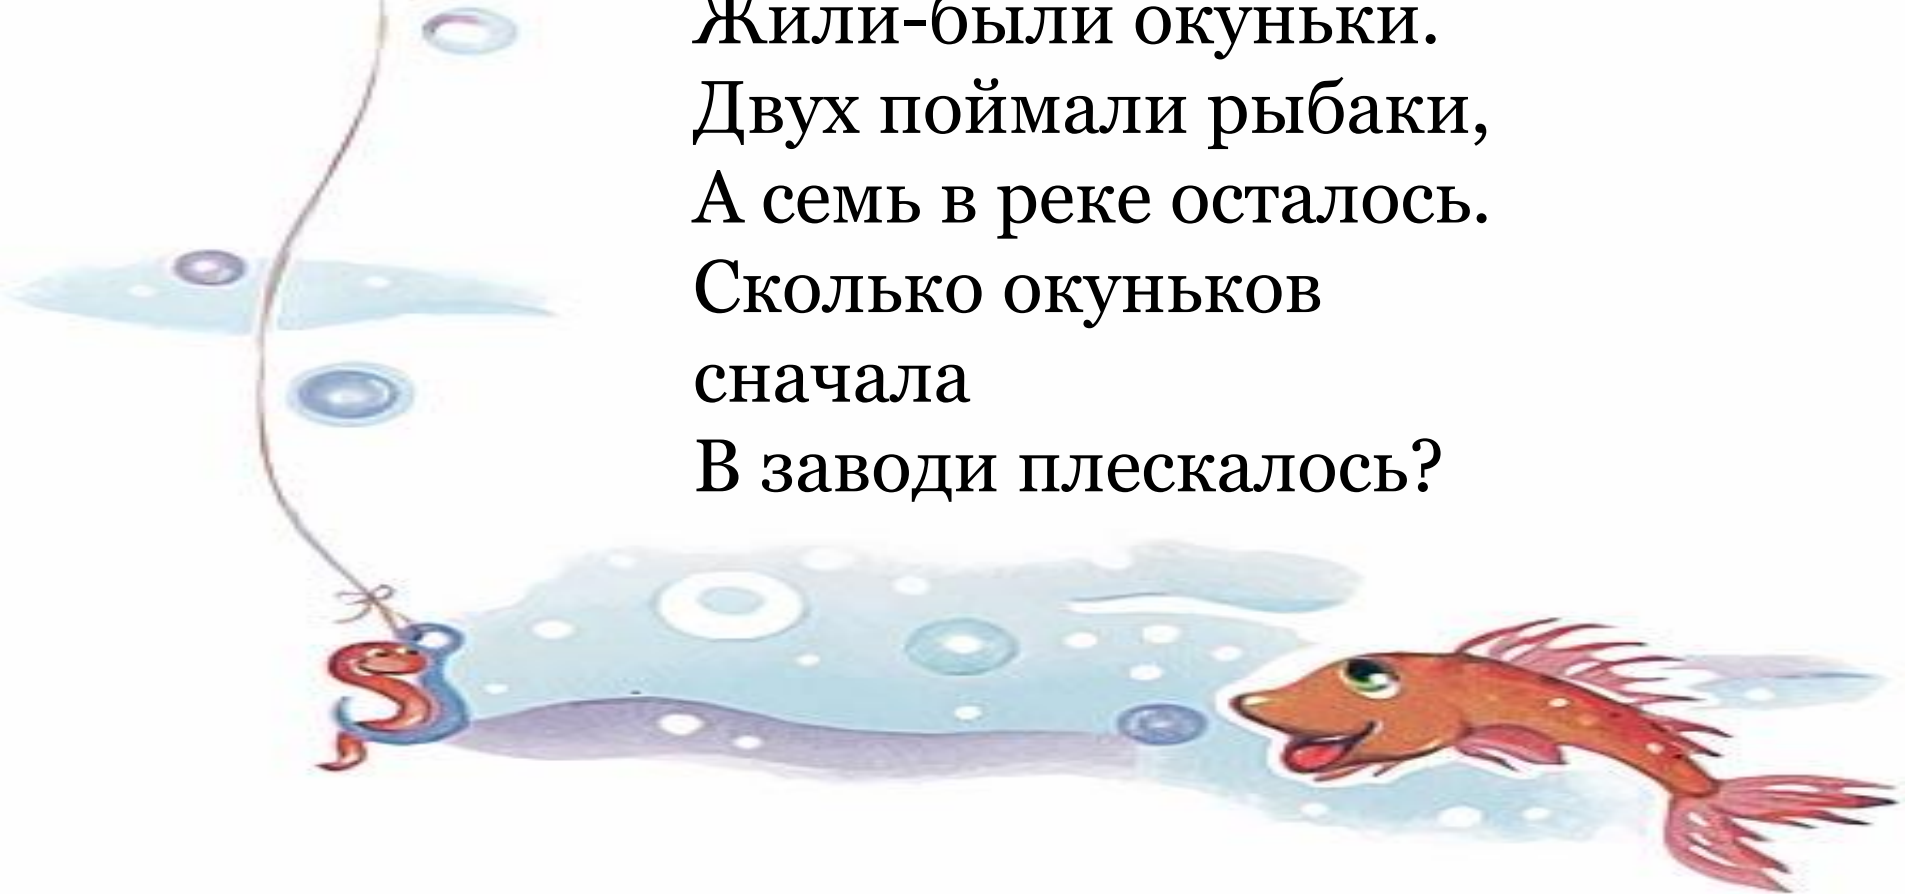 Жили-были окуньки.
Двух поймали рыбаки,
А семь в реке осталось.
Сколько окуньков
сначала
В заводи плескалось?